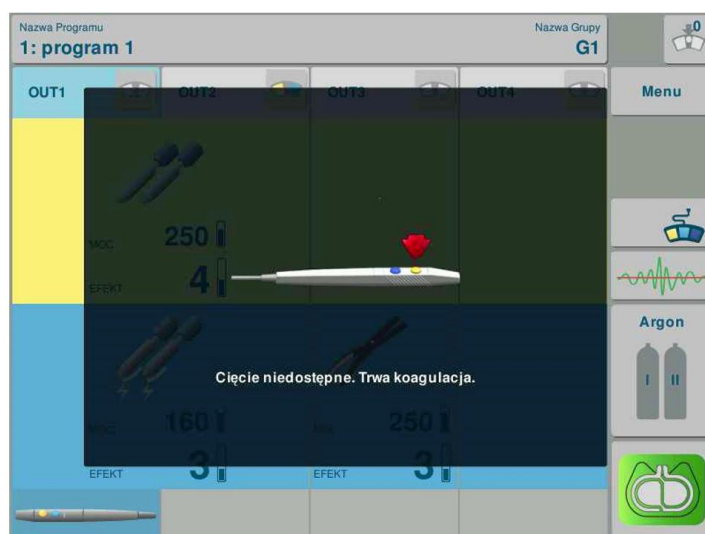 Nazwa Programu
Nazwa Grupy
1: program 1
G1
0
OUT1
OUT2
OUT3
OUT4
Menu
MOC
250
EFEKT
4
Argon
I II
Cięcie niedostępne. Trwa koagulacja.
160
250
EFEKT
3
EFEKT
3